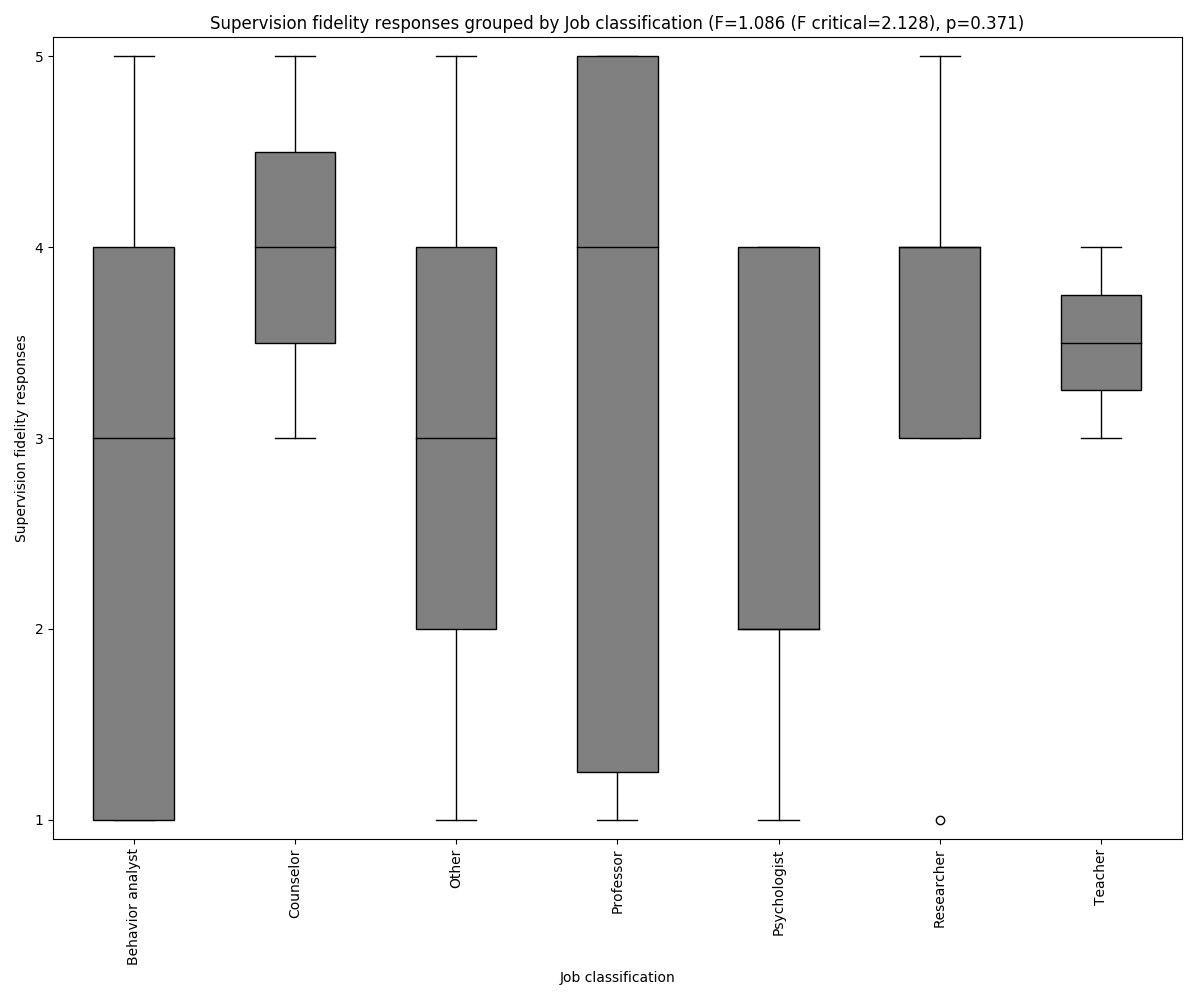 Supervision fidelity responses grouped by Job classification (F=1.086 (F critical=2.128), p=0.371)
Supervision fidelity responses
5
4
3
2
1
Behavior analyst
Counselor
Other
Professor
Psychologist
Researcher
Teacher
Job classification